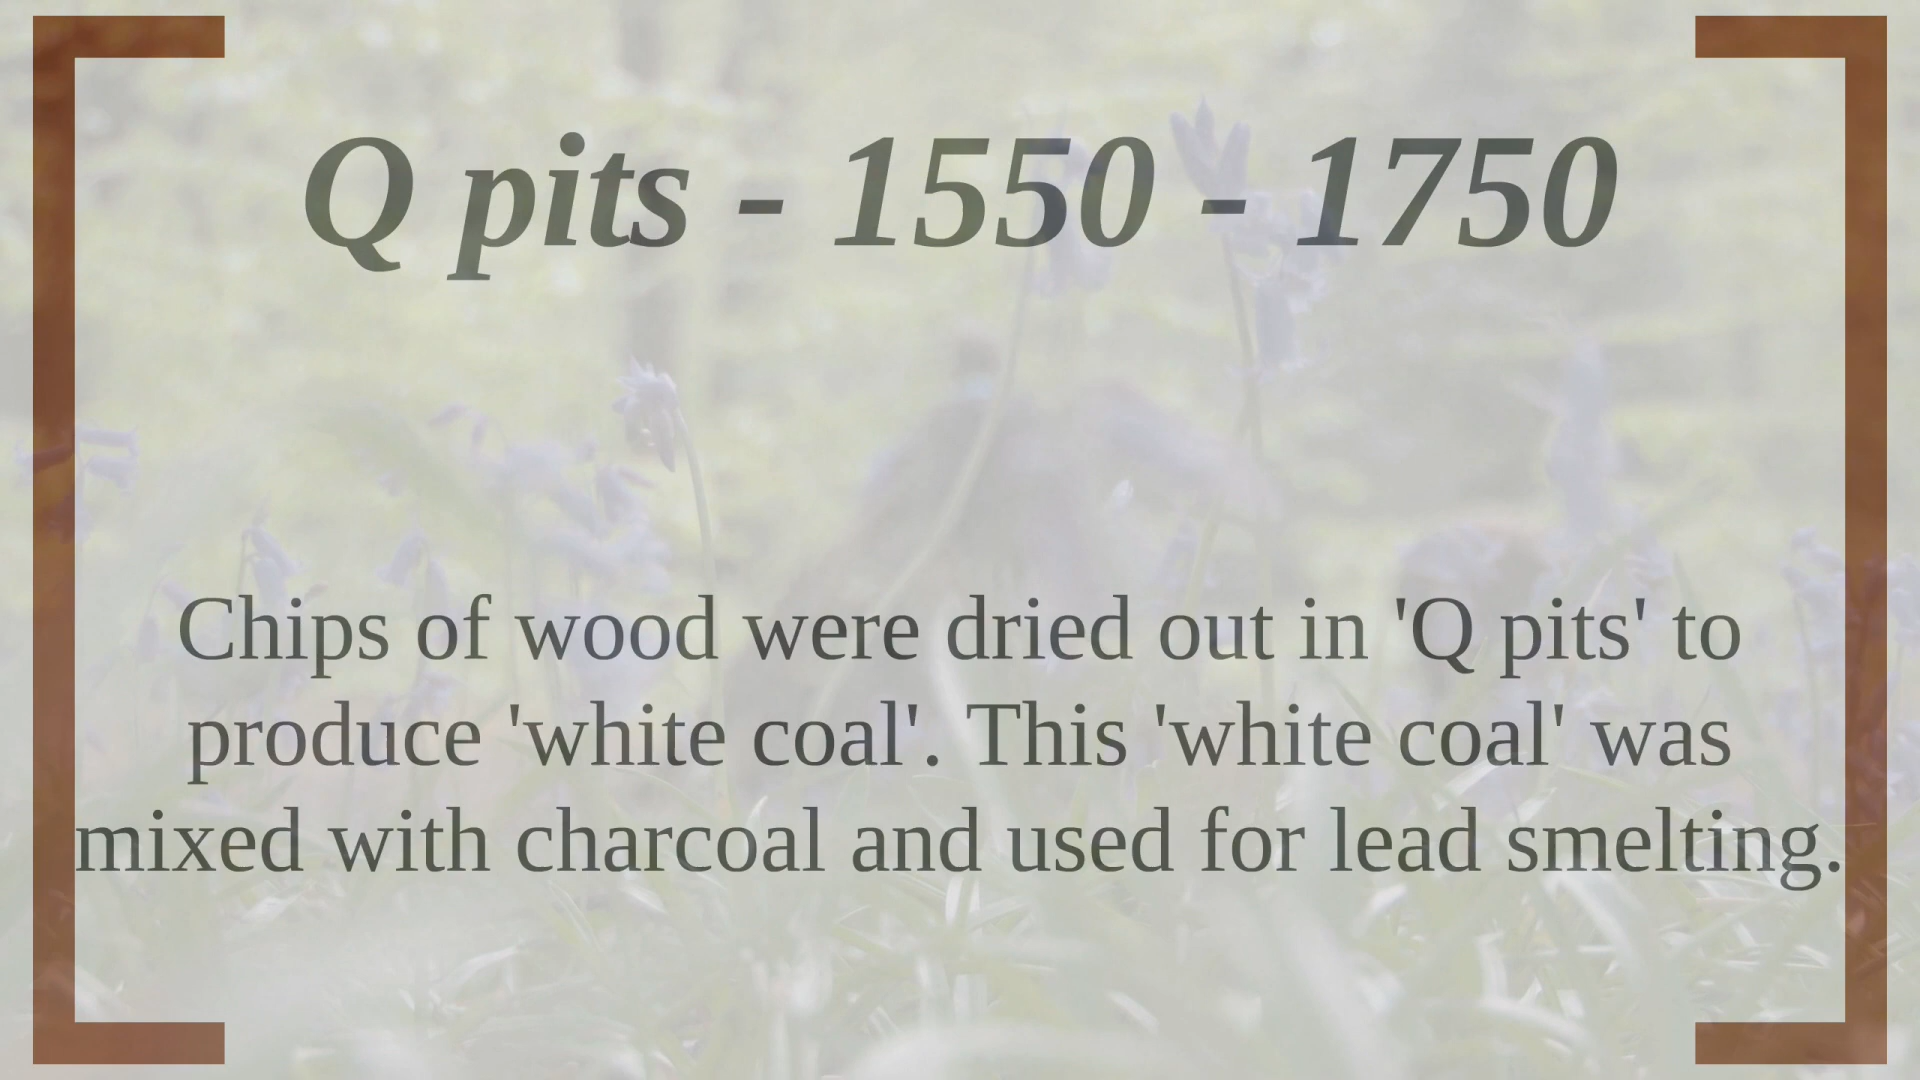 Q pits - 1550 - 1750
Chips of wood were dried out in 'Q pits' to
produce 'white coal'. This 'white coal' was
mixed with charcoal and used for lead smelting.